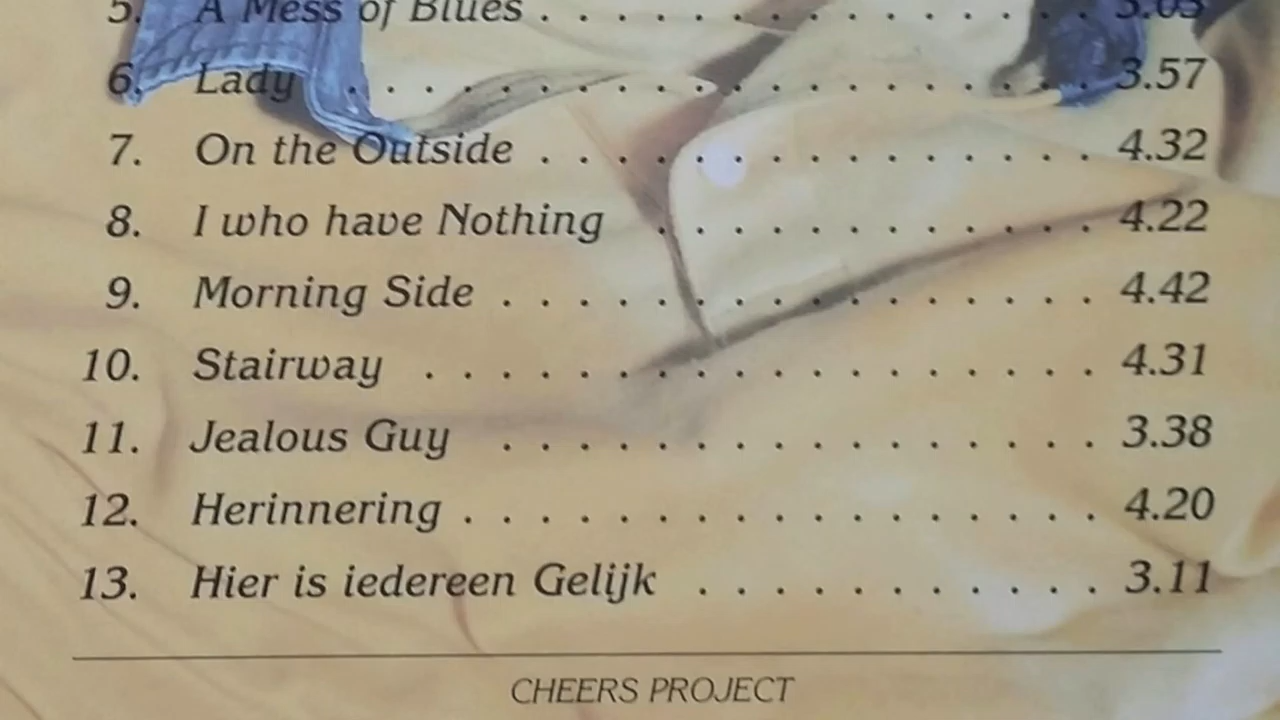 5. A Mess of Blues . . . . . . . . . . . . . . . 3.03
6. Lady . . . . . . . . . . . . . . . . . . . . 3.57
7. On the Outside . . . . . . . . . . . . . . . 4.32
8. I who have Nothing . . . . . . . . . . . . 4.22
9. Morning Side . . . . . . . . . . . . . . . . 4.42
10. Stairway . . . . . . . . . . . . . . . . . . 4.31
11. Jealous Guy . . . . . . . . . . . . . . . . 3.38
12. Herinnering . . . . . . . . . . . . . . . . . 4.20
13. Hier is iedereen Gelijk . . . . . . . . . . . 3.11
CHEERS PROJECT